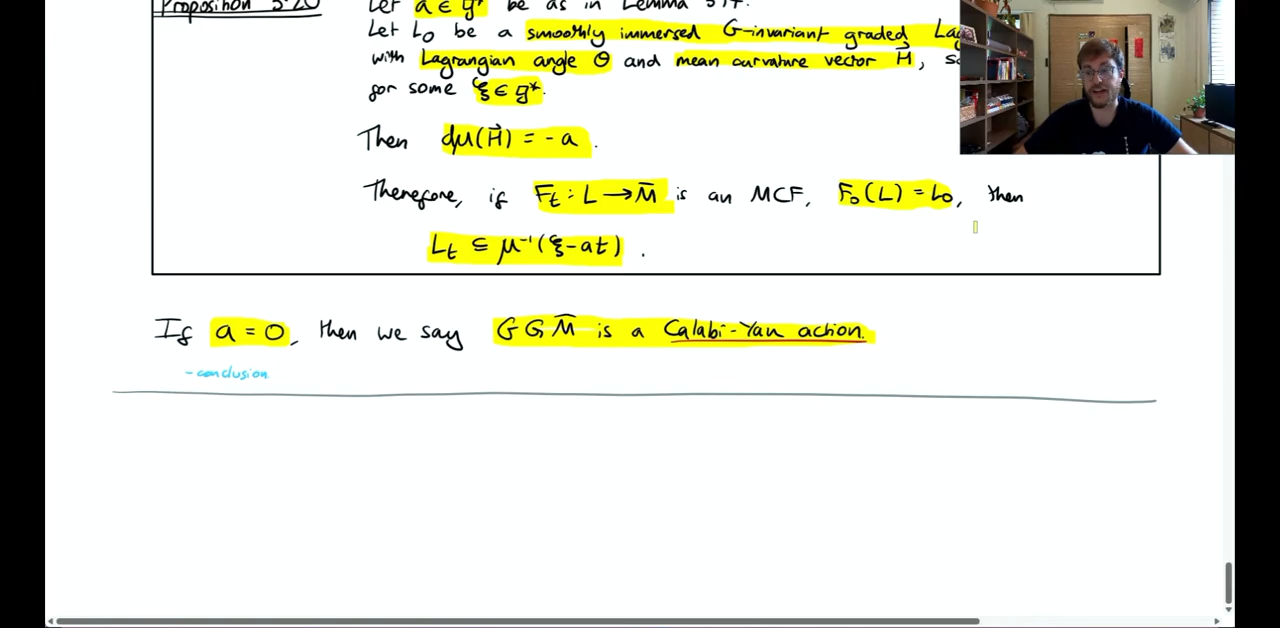 Proposition 5.20 Let a ∈ g* be as in Lemma 5.17.
Let L₀ be a smoothly immersed G-invariant graded
with Lagrangian angle θ and mean curvature vector H⃗,
for some ξ ∈ g*.
Then dμ(H⃗) = -a.
Therefore, if Fₜ : L → M̄ is an MCF, F₀(L) = L₀, then
Lₜ ⊆ μ⁻¹(ξ-at).
If a = 0, then we say G G M̄ is a Calabi-Yau action.
- conclusion.